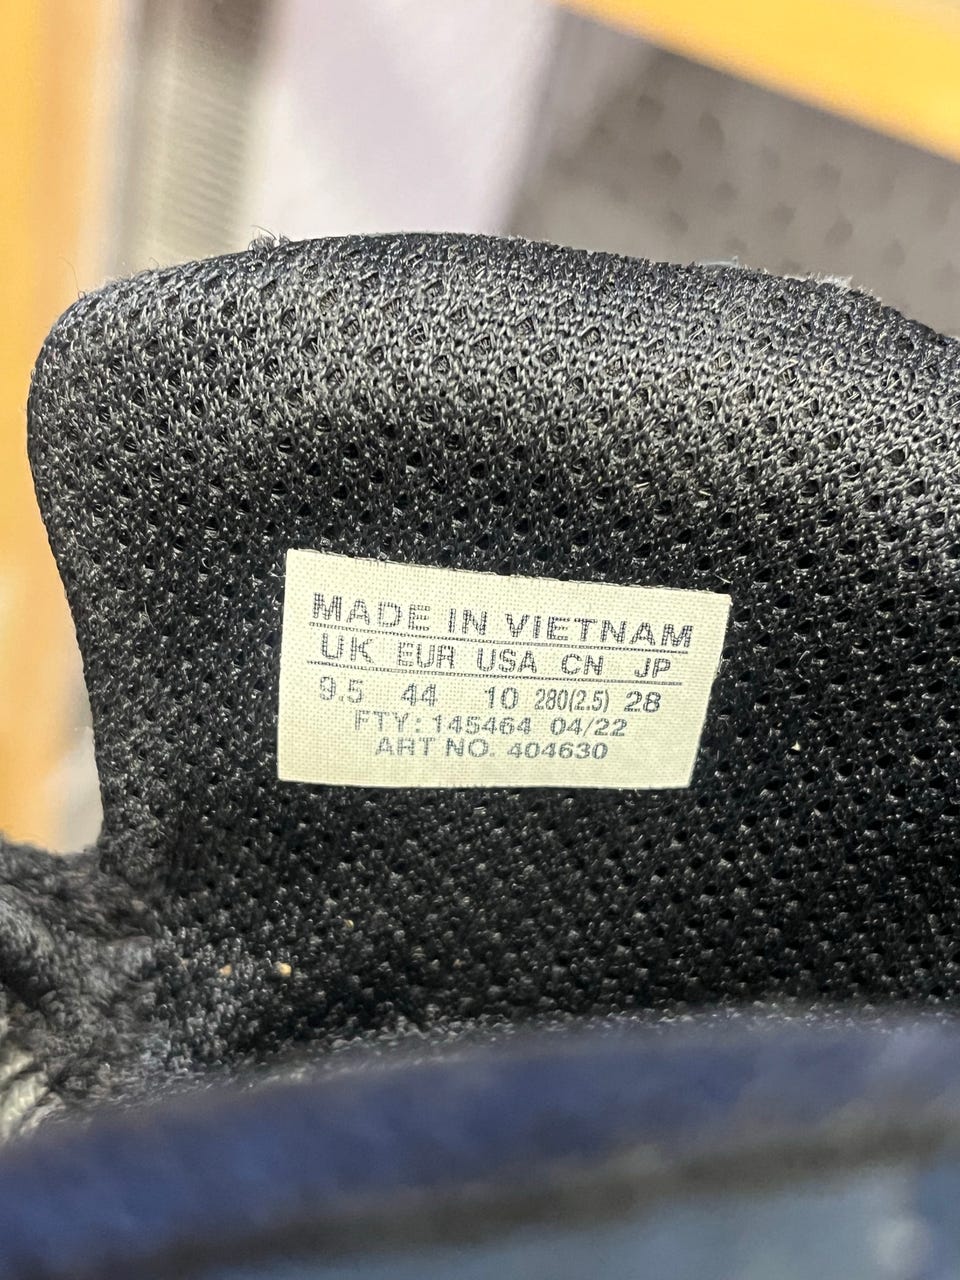 MADE IN VIETNAM
UK EUR USA CN JP
9.5 44 10 280(2.5) 28
FTY: 145464 04/22
ART NO. 404630